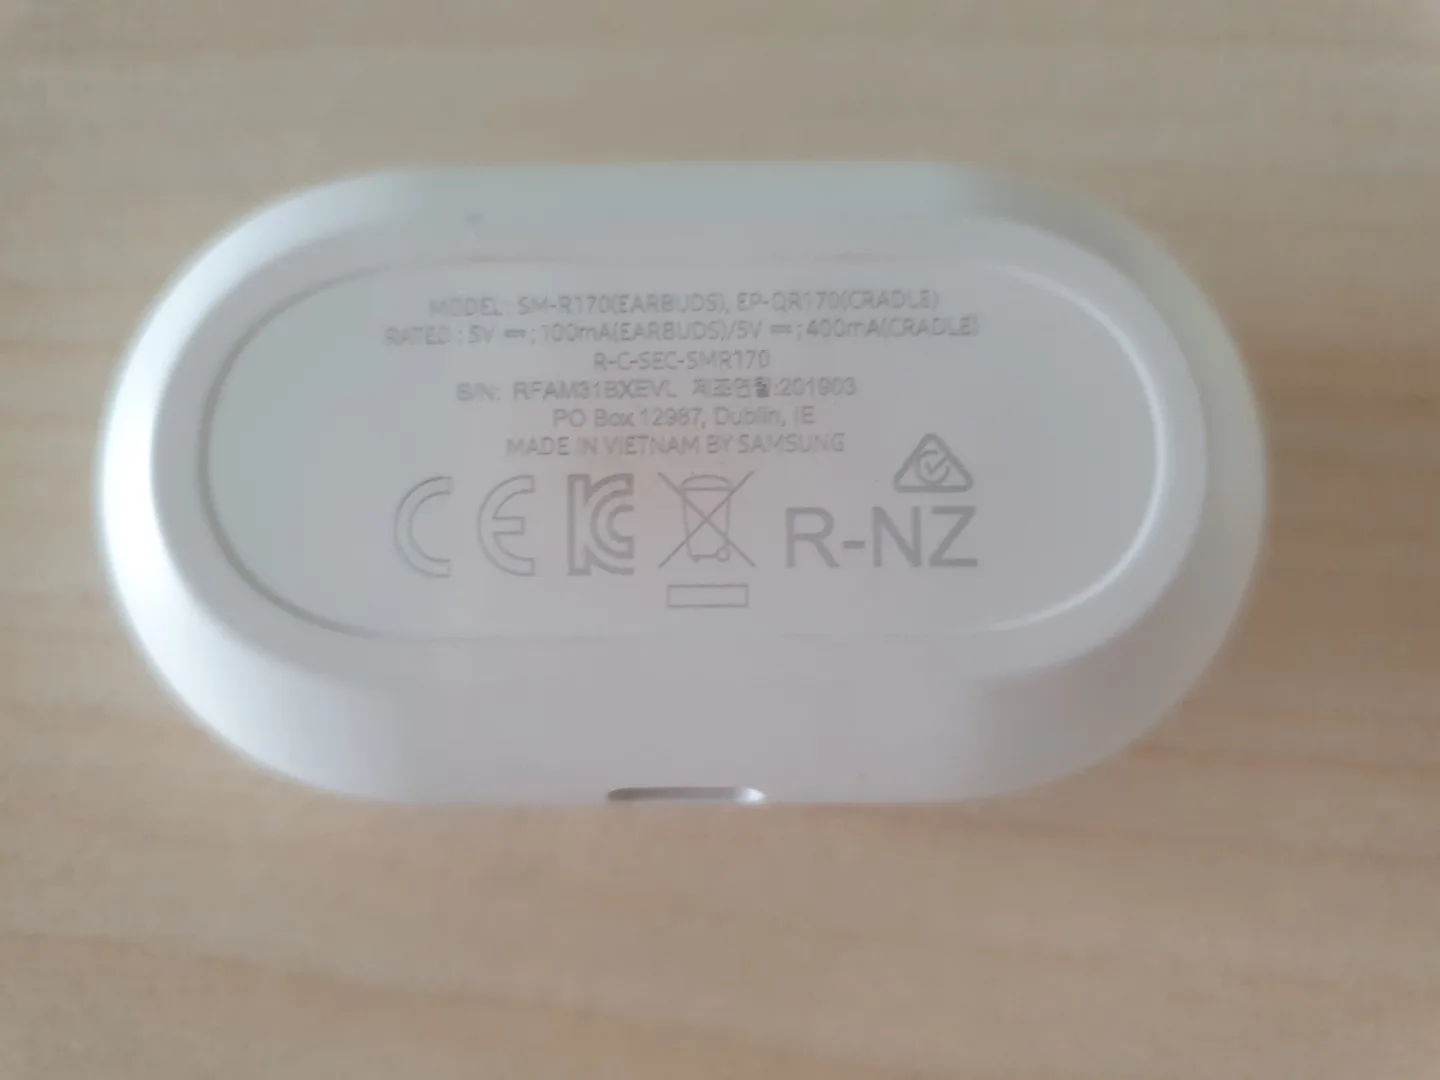 MODEL : SM-R170(EARBUDS), EP-QR170(CRADLE)
RATED : 5V ⎓ ; 100mA(EARBUDS)/5V ⎓ ; 400mA(CRADLE)
R-C-SEC-SMR170
S/N: RFAM31BXEVL 제조연월:201903
PO Box 12987, Dublin, IE
MADE IN VIETNAM BY SAMSUNG
CE KC R-NZ